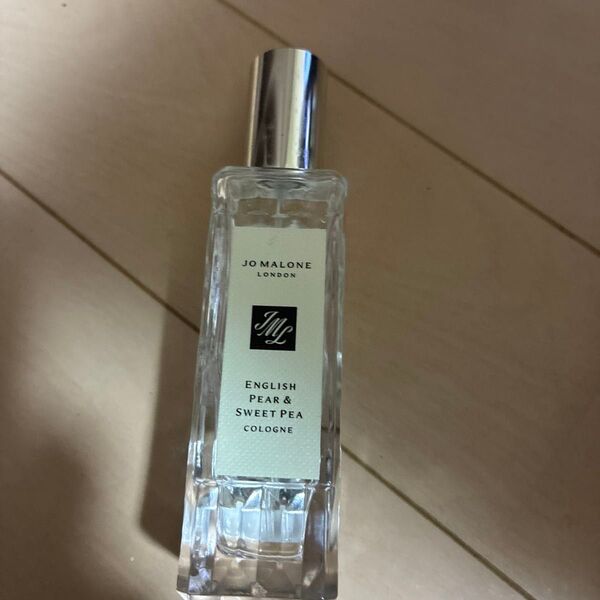 JO MALONE
LONDON
JML
ENGLISH
PEAR &
SWEET PEA
COLOGNE